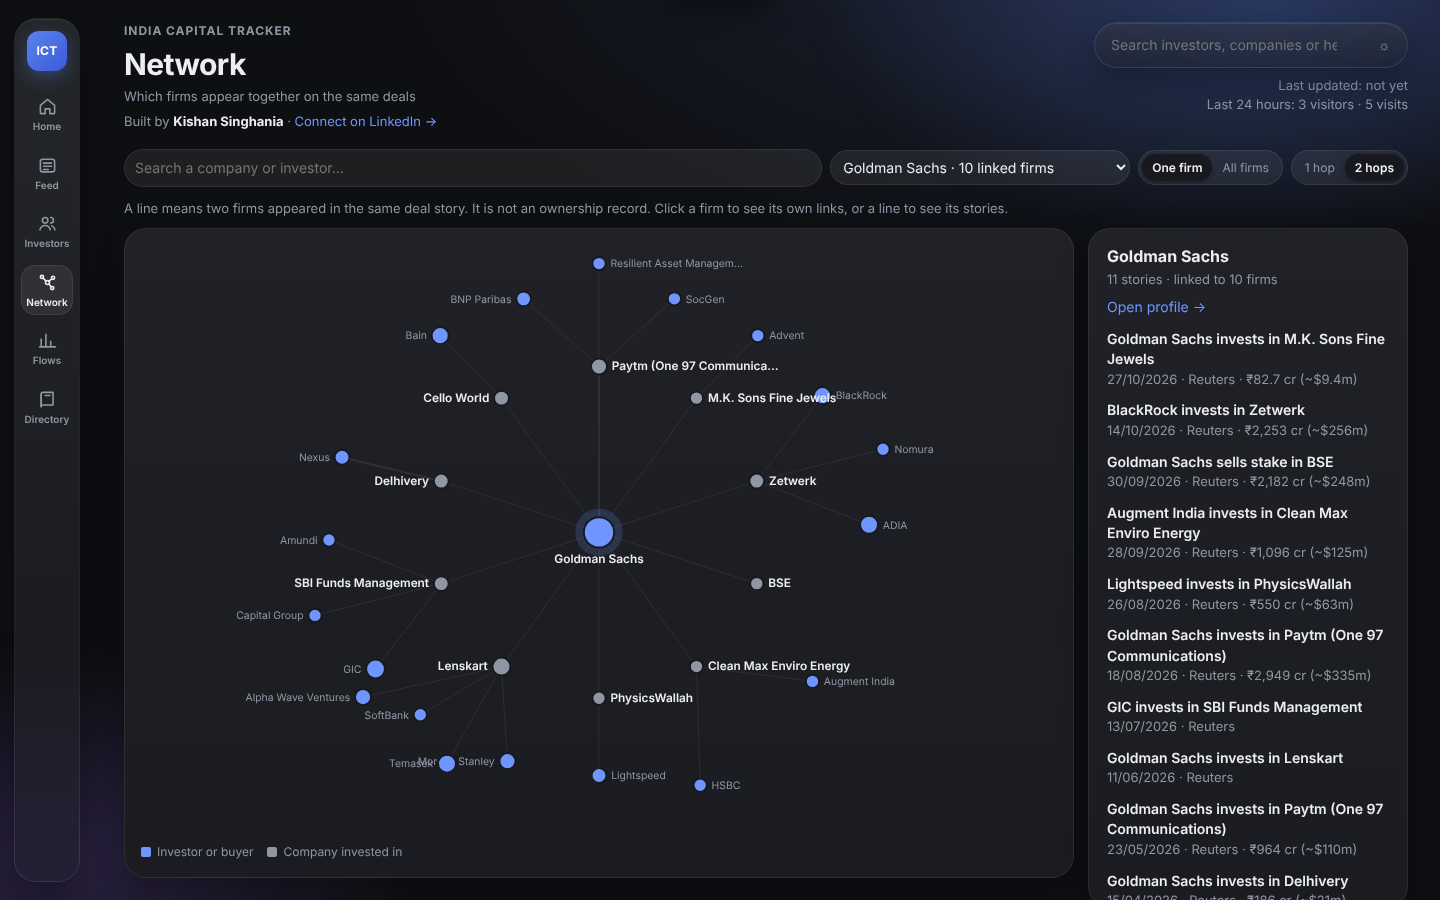 ICT
Home
Feed
Investors
Network
Flows
Directory
INDIA CAPITAL TRACKER
Network
Which firms appear together on the same deals
Built by Kishan Singhania · Connect on LinkedIn →
Search investors, companies or he
Last updated: not yet
Last 24 hours: 3 visitors · 5 visits
Search a company or investor...
Goldman Sachs · 10 linked firms
One firm
All firms
1 hop
2 hops
A line means two firms appeared in the same deal story. It is not an ownership record. Click a firm to see its own links, or a line to see its stories.
Resilient Asset Managem...
BNP Paribas
SocGen
Bain
Advent
Paytm (One 97 Communica...
Cello World
M.K. Sons Fine Jewels
BlackRock
Nomura
Nexus
Delhivery
Zetwerk
ADIA
Amundi
Goldman Sachs
SBI Funds Management
BSE
Capital Group
GIC
Lenskart
Clean Max Enviro Energy
Augment India
Alpha Wave Ventures
PhysicsWallah
SoftBank
Temasek
Stanley
Lightspeed
HSBC
Investor or buyer
Company invested in
Goldman Sachs
11 stories · linked to 10 firms
Open profile →
Goldman Sachs invests in M.K. Sons Fine
Jewels
27/10/2026 · Reuters · ₹82.7 cr (~$9.4m)
BlackRock invests in Zetwerk
14/10/2026 · Reuters · ₹2,253 cr (~$256m)
Goldman Sachs sells stake in BSE
30/09/2026 · Reuters · ₹2,182 cr (~$248m)
Augment India invests in Clean Max
Enviro Energy
28/09/2026 · Reuters · ₹1,096 cr (~$125m)
Lightspeed invests in PhysicsWallah
26/08/2026 · Reuters · ₹550 cr (~$63m)
Goldman Sachs invests in Paytm (One 97
Communications)
18/08/2026 · Reuters · ₹2,949 cr (~$335m)
GIC invests in SBI Funds Management
13/07/2026 · Reuters
Goldman Sachs invests in Lenskart
11/06/2026 · Reuters
Goldman Sachs invests in Paytm (One 97
Communications)
23/05/2026 · Reuters · ₹964 cr (~$110m)
Goldman Sachs invests in Delhivery
15/04/2026 · Reuters · ₹186 cr (~$21m)